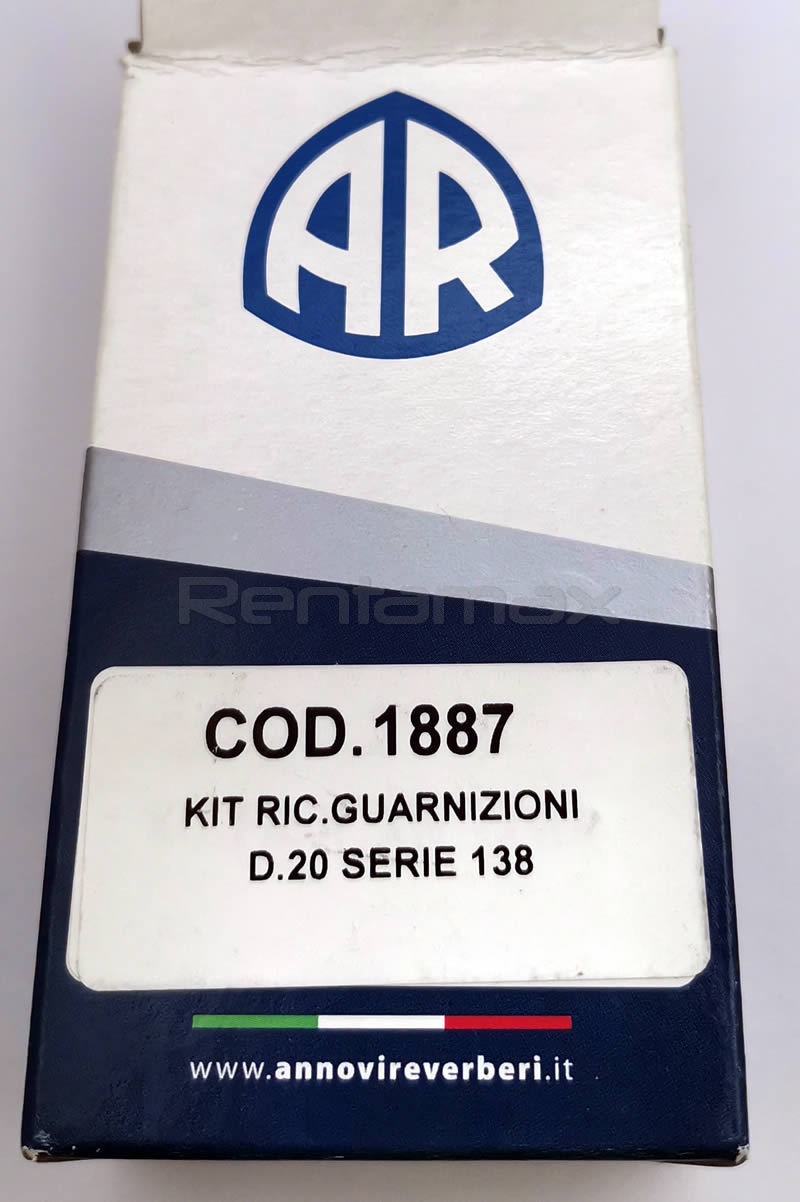 AR
Rentamax
COD.1887
KIT RIC.GUARNIZIONI
D.20 SERIE 138
www.annovireverberi.it